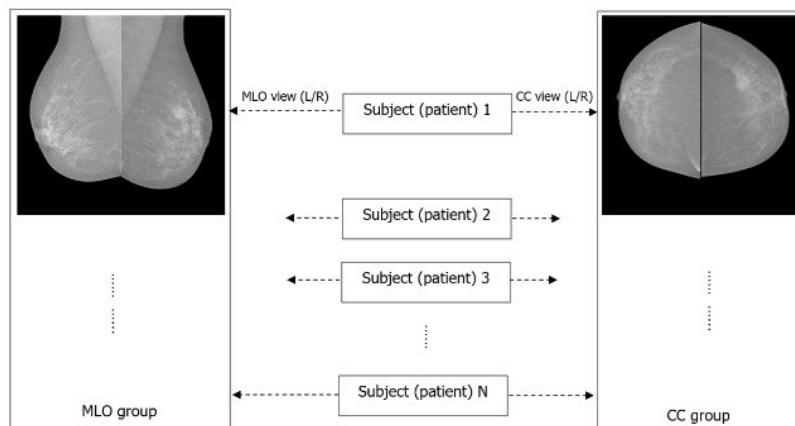 MLO view (L/R)
Subject (patient) 1
CC view (L/R)
Subject (patient) 2
Subject (patient) 3
Subject (patient) N
MLO group
CC group